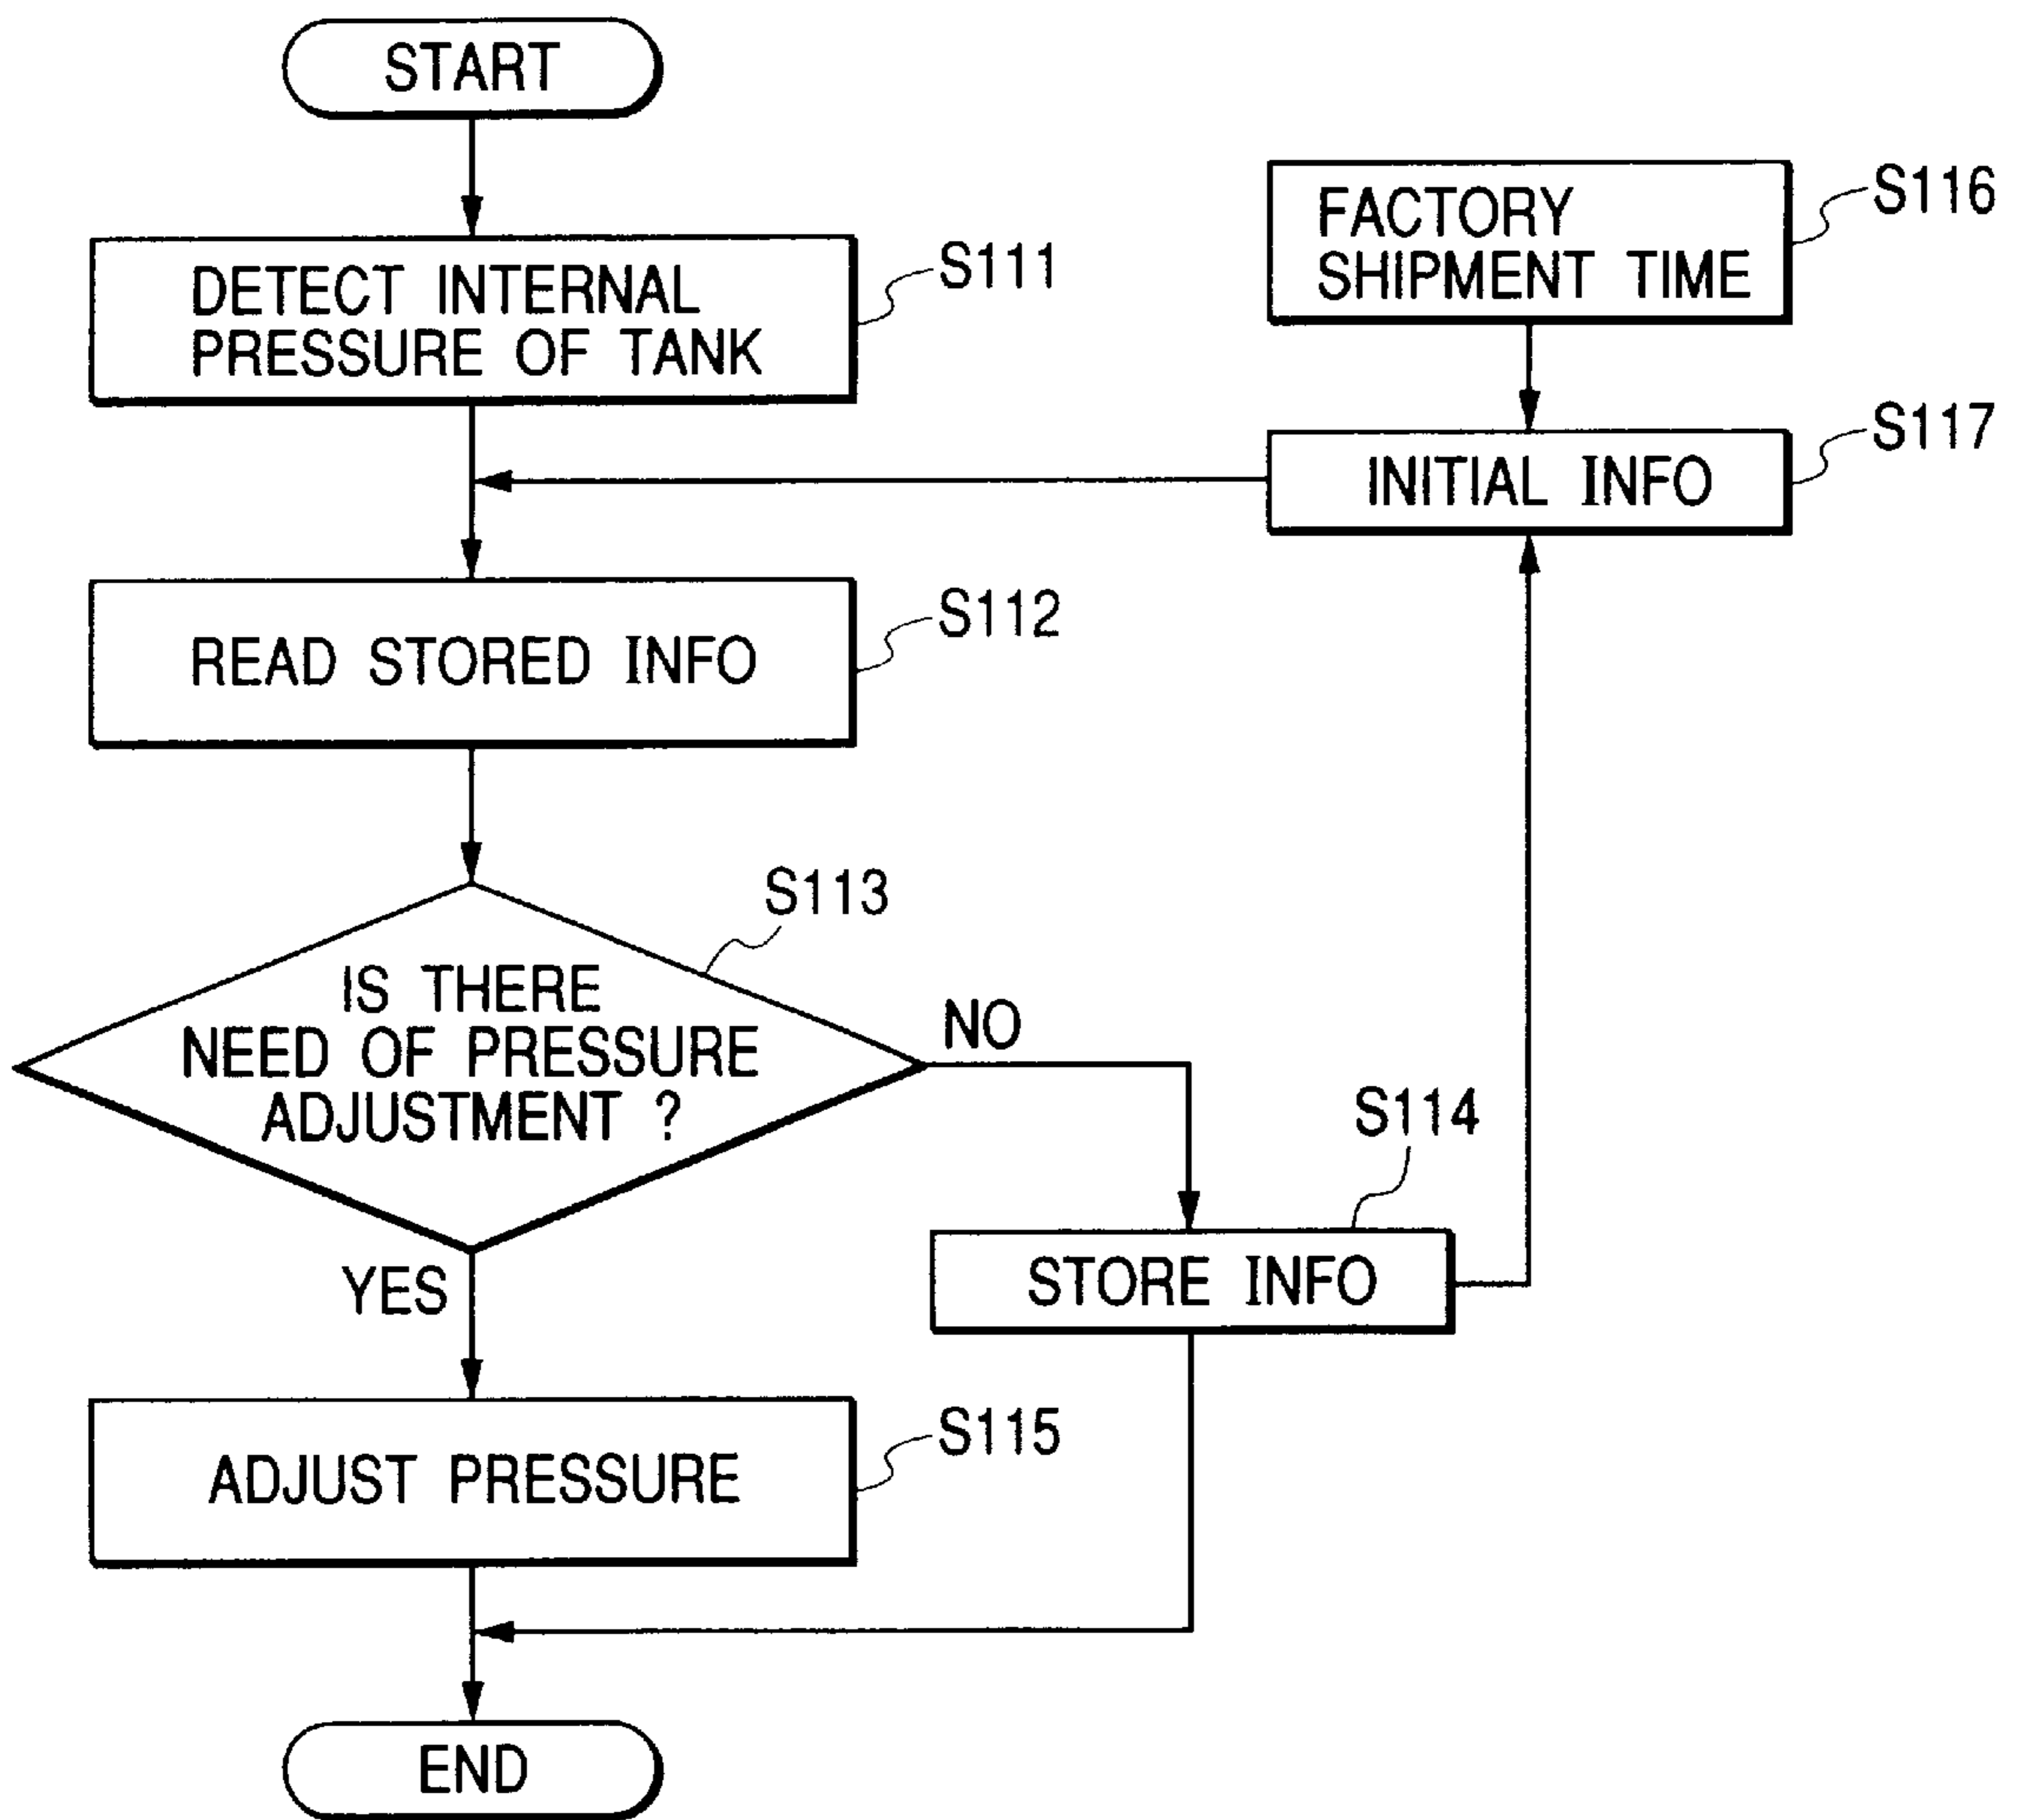 START
DETECT INTERNAL
PRESSURE OF TANK
S111
FACTORY
SHIPMENT TIME
S116
INITIAL INFO
S117
READ STORED INFO
S112
IS THERE
NEED OF PRESSURE
ADJUSTMENT ?
S113
NO
YES
STORE INFO
S114
ADJUST PRESSURE
S115
END